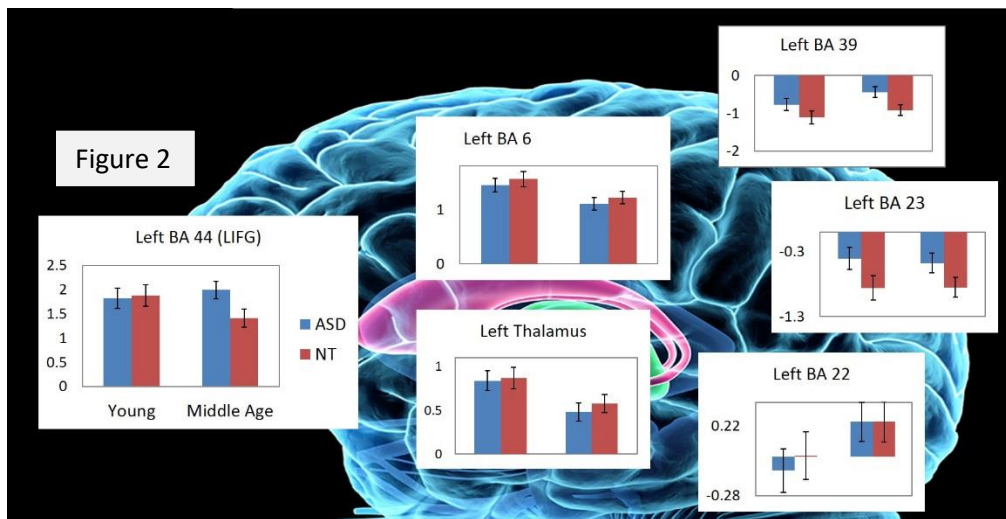 Figure 2
Left BA 44 (LIFG)
2.5
2
1.5
1
0.5
0
Young Middle Age
ASD
NT
Left BA 6
1
0
Left Thalamus
1
0.5
0
Left BA 39
0
-1
-2
Left BA 23
-0.3
-1.3
Left BA 22
0.22
-0.28